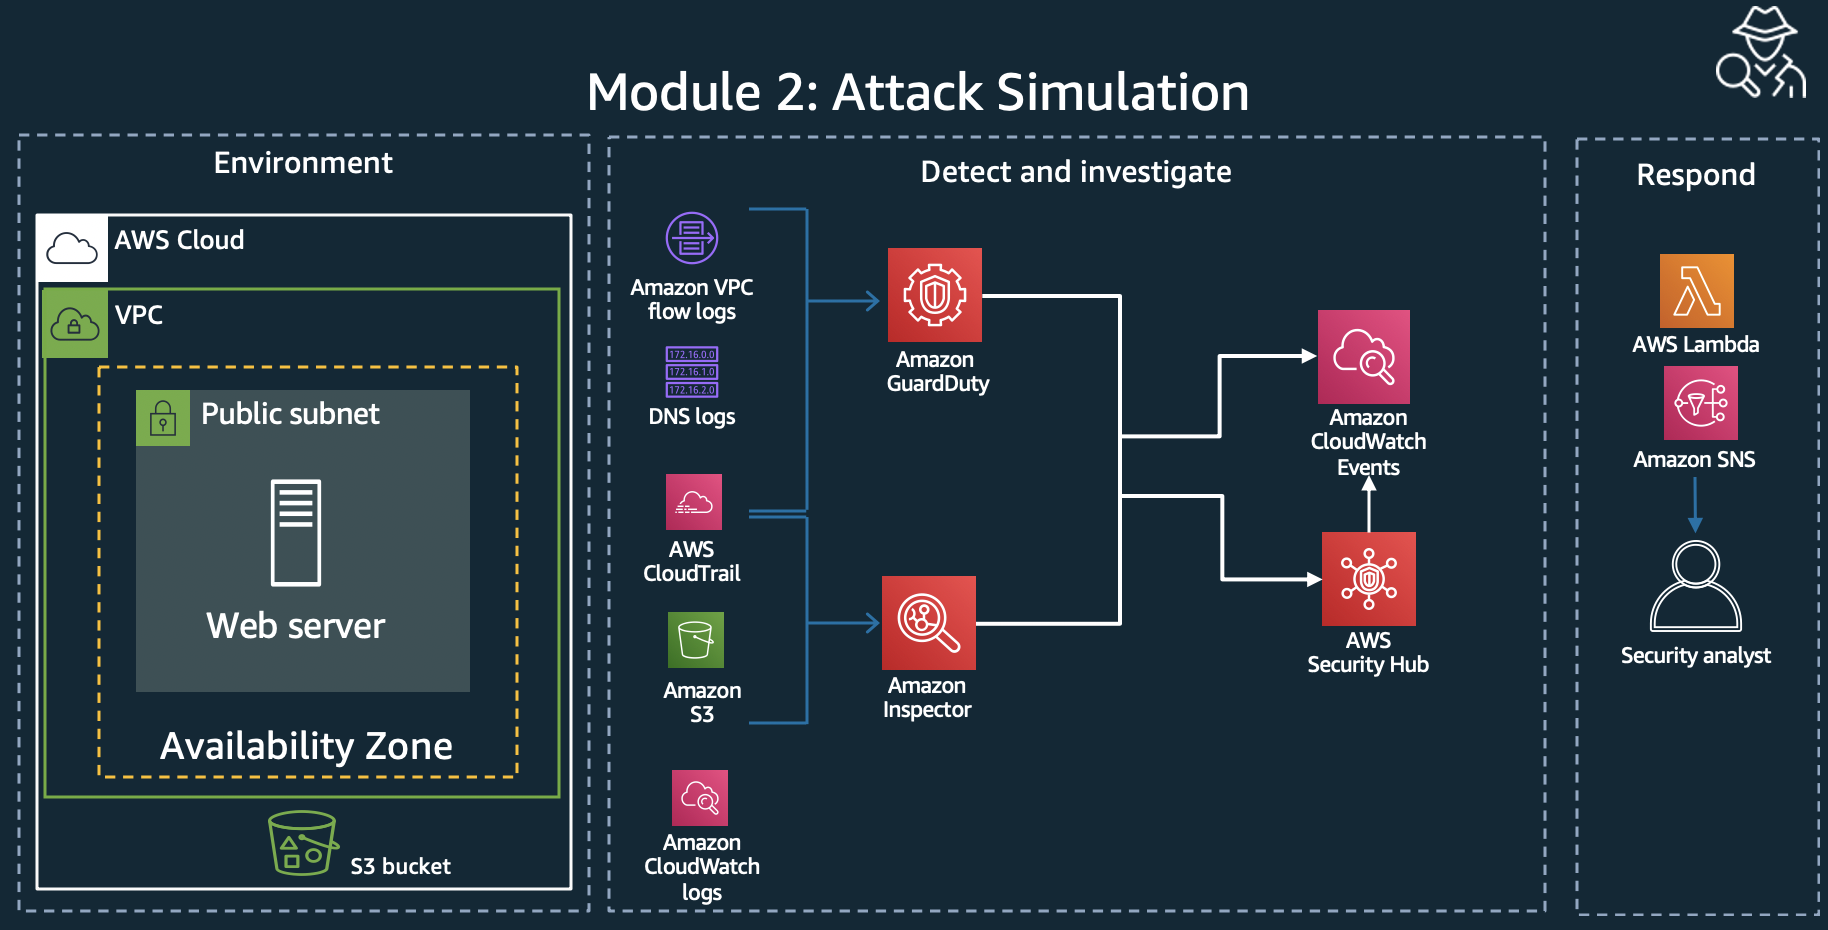 Module 2: Attack Simulation
Environment
AWS Cloud
VPC
Public subnet
Web server
Availability Zone
S3 bucket
Detect and investigate
Amazon VPC
flow logs
172.16.0.0
172.16.1.0
172.16.2.0
DNS logs
AWS
CloudTrail
Amazon
S3
Amazon
CloudWatch
logs
Amazon
GuardDuty
Amazon
Inspector
Amazon
CloudWatch
Events
AWS
Security Hub
Respond
AWS Lambda
Amazon SNS
Security analyst